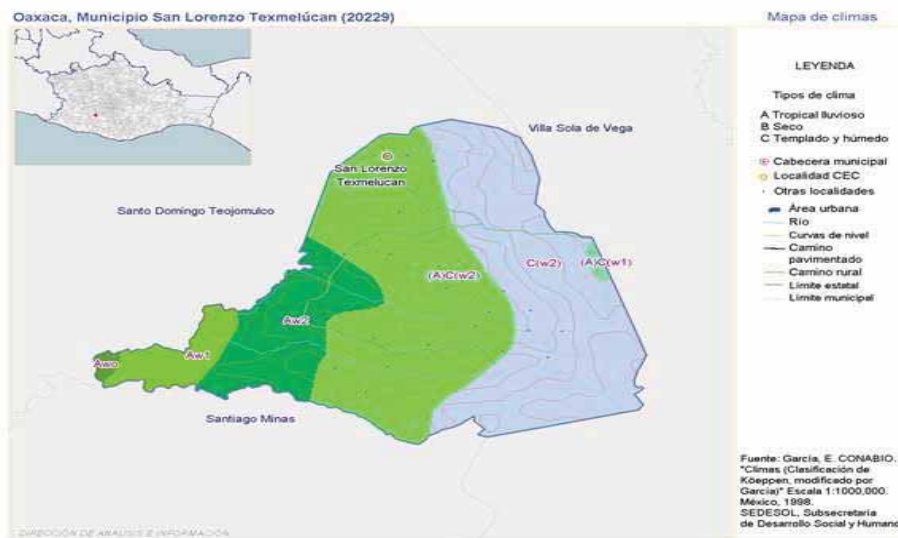 Oaxaca, Municipio San Lorenzo Texmelúcan (20229)
Mapa de climas
LEYENDA
Tipos de clima
A Tropical lluvioso
B Seco
C Templado y húmedo
Cabecera municipal
Localidad CEC
Otras localidades
Área urbana
Río
Curvas de nivel
Camino
pavimentado
Camino rural
Límite estatal
Límite municipal
Villa Sola de Vega
San Lorenzo
Texmelucan
Santo Domingo Teojomulco
(A)C(w2)
C(w2)
(A)C(w1)
Aw2
Aw1
Awo
Santiago Minas
Fuente: García, E. CONABIO.
"Climas (Clasificación de
Köeppen, modificado por
García)" Escala 1:1000,000.
México, 1998.
SEDESOL, Subsecretaría
de Desarrollo Social y Humano
DIRECCIÓN DE ANÁLISIS E INFORMACIÓN